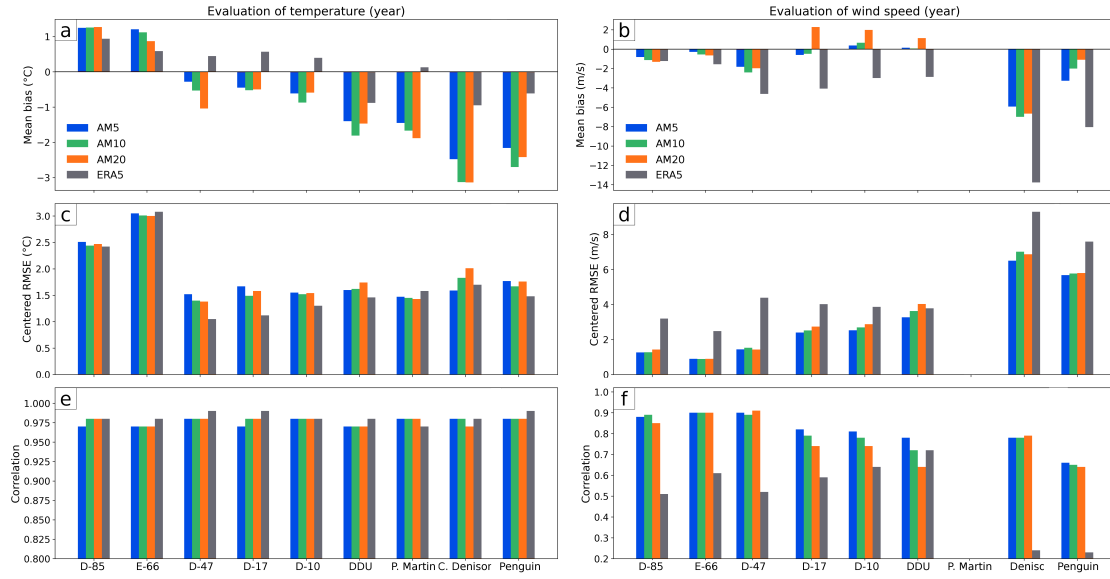 Evaluation of temperature (year)
Evaluation of wind speed (year)
a
Mean bias (°C)
1
0
−1
−2
−3
AM5
AM10
AM20
ERA5
b
Mean bias (m/s)
2
0
−2
−4
−6
−8
−10
−12
−14
AM5
AM10
AM20
ERA5
c
Centered RMSE (°C)
3.0
2.5
2.0
1.5
1.0
0.5
0.0
d
Centered RMSE (m/s)
8
6
4
2
0
e
Correlation
1.000
0.975
0.950
0.925
0.900
0.875
0.850
0.825
0.800
D-85 E-66 D-47 D-17 D-10 DDU P. Martin C. Denisor Penguin
f
Correlation
1.0
0.9
0.8
0.7
0.6
0.5
0.4
0.3
0.2
D-85 E-66 D-47 D-17 D-10 DDU P. Martin Denisc Penguin